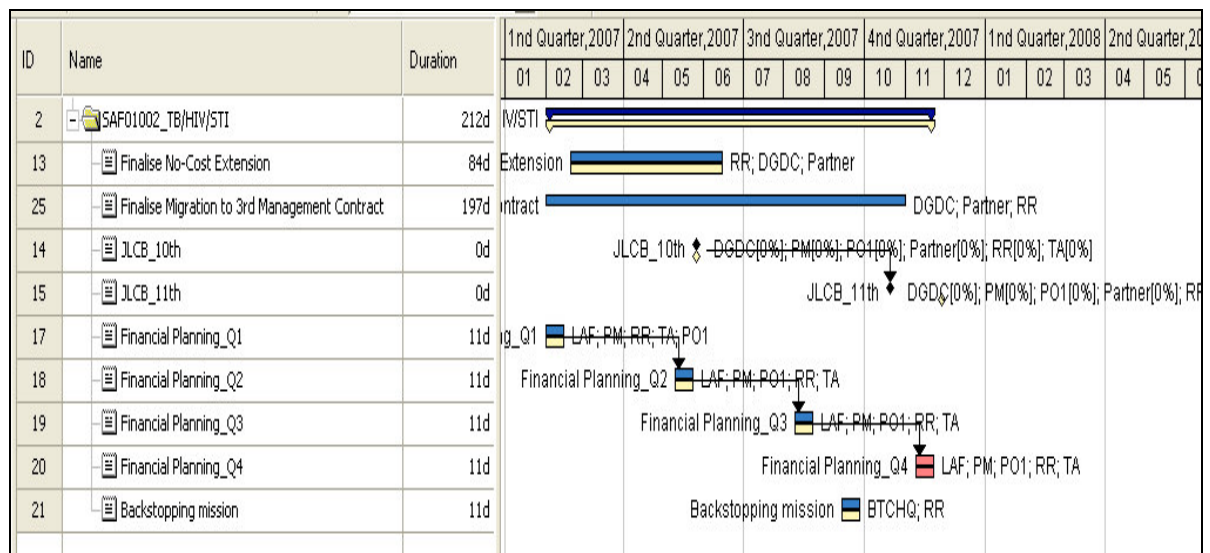 ID Name Duration 1nd Quarter,2007 2nd Quarter,2007 3nd Quarter,2007 4nd Quarter,2007 1nd Quarter,2008 2nd Quarter,20
01 02 03 04 05 06 07 08 09 10 11 12 01 02 03 04 05
2 SAF01002_TB/HIV/STI 212d IV/STI
13 Finalise No-Cost Extension 84d Extension RR; DGDC; Partner
25 Finalise Migration to 3rd Management Contract 197d ntract DGDC; Partner; RR
14 JLCB_10th 0d JLCB_10th DGDC[0%]; PM[0%]; PO1[0%]; Partner[0%]; RR[0%]; TA[0%]
15 JLCB_11th 0d JLCB_11th DGDC[0%]; PM[0%]; PO1[0%]; Partner[0%]; RR
17 Financial Planning_Q1 11d ng_Q1 LAF; PM; RR; TA; PO1
18 Financial Planning_Q2 11d Financial Planning_Q2 LAF; PM; PO1; RR; TA
19 Financial Planning_Q3 11d Financial Planning_Q3 LAF; PM; PO1; RR; TA
20 Financial Planning_Q4 11d Financial Planning_Q4 LAF; PM; PO1; RR; TA
21 Backstopping mission 11d Backstopping mission BTCHQ; RR